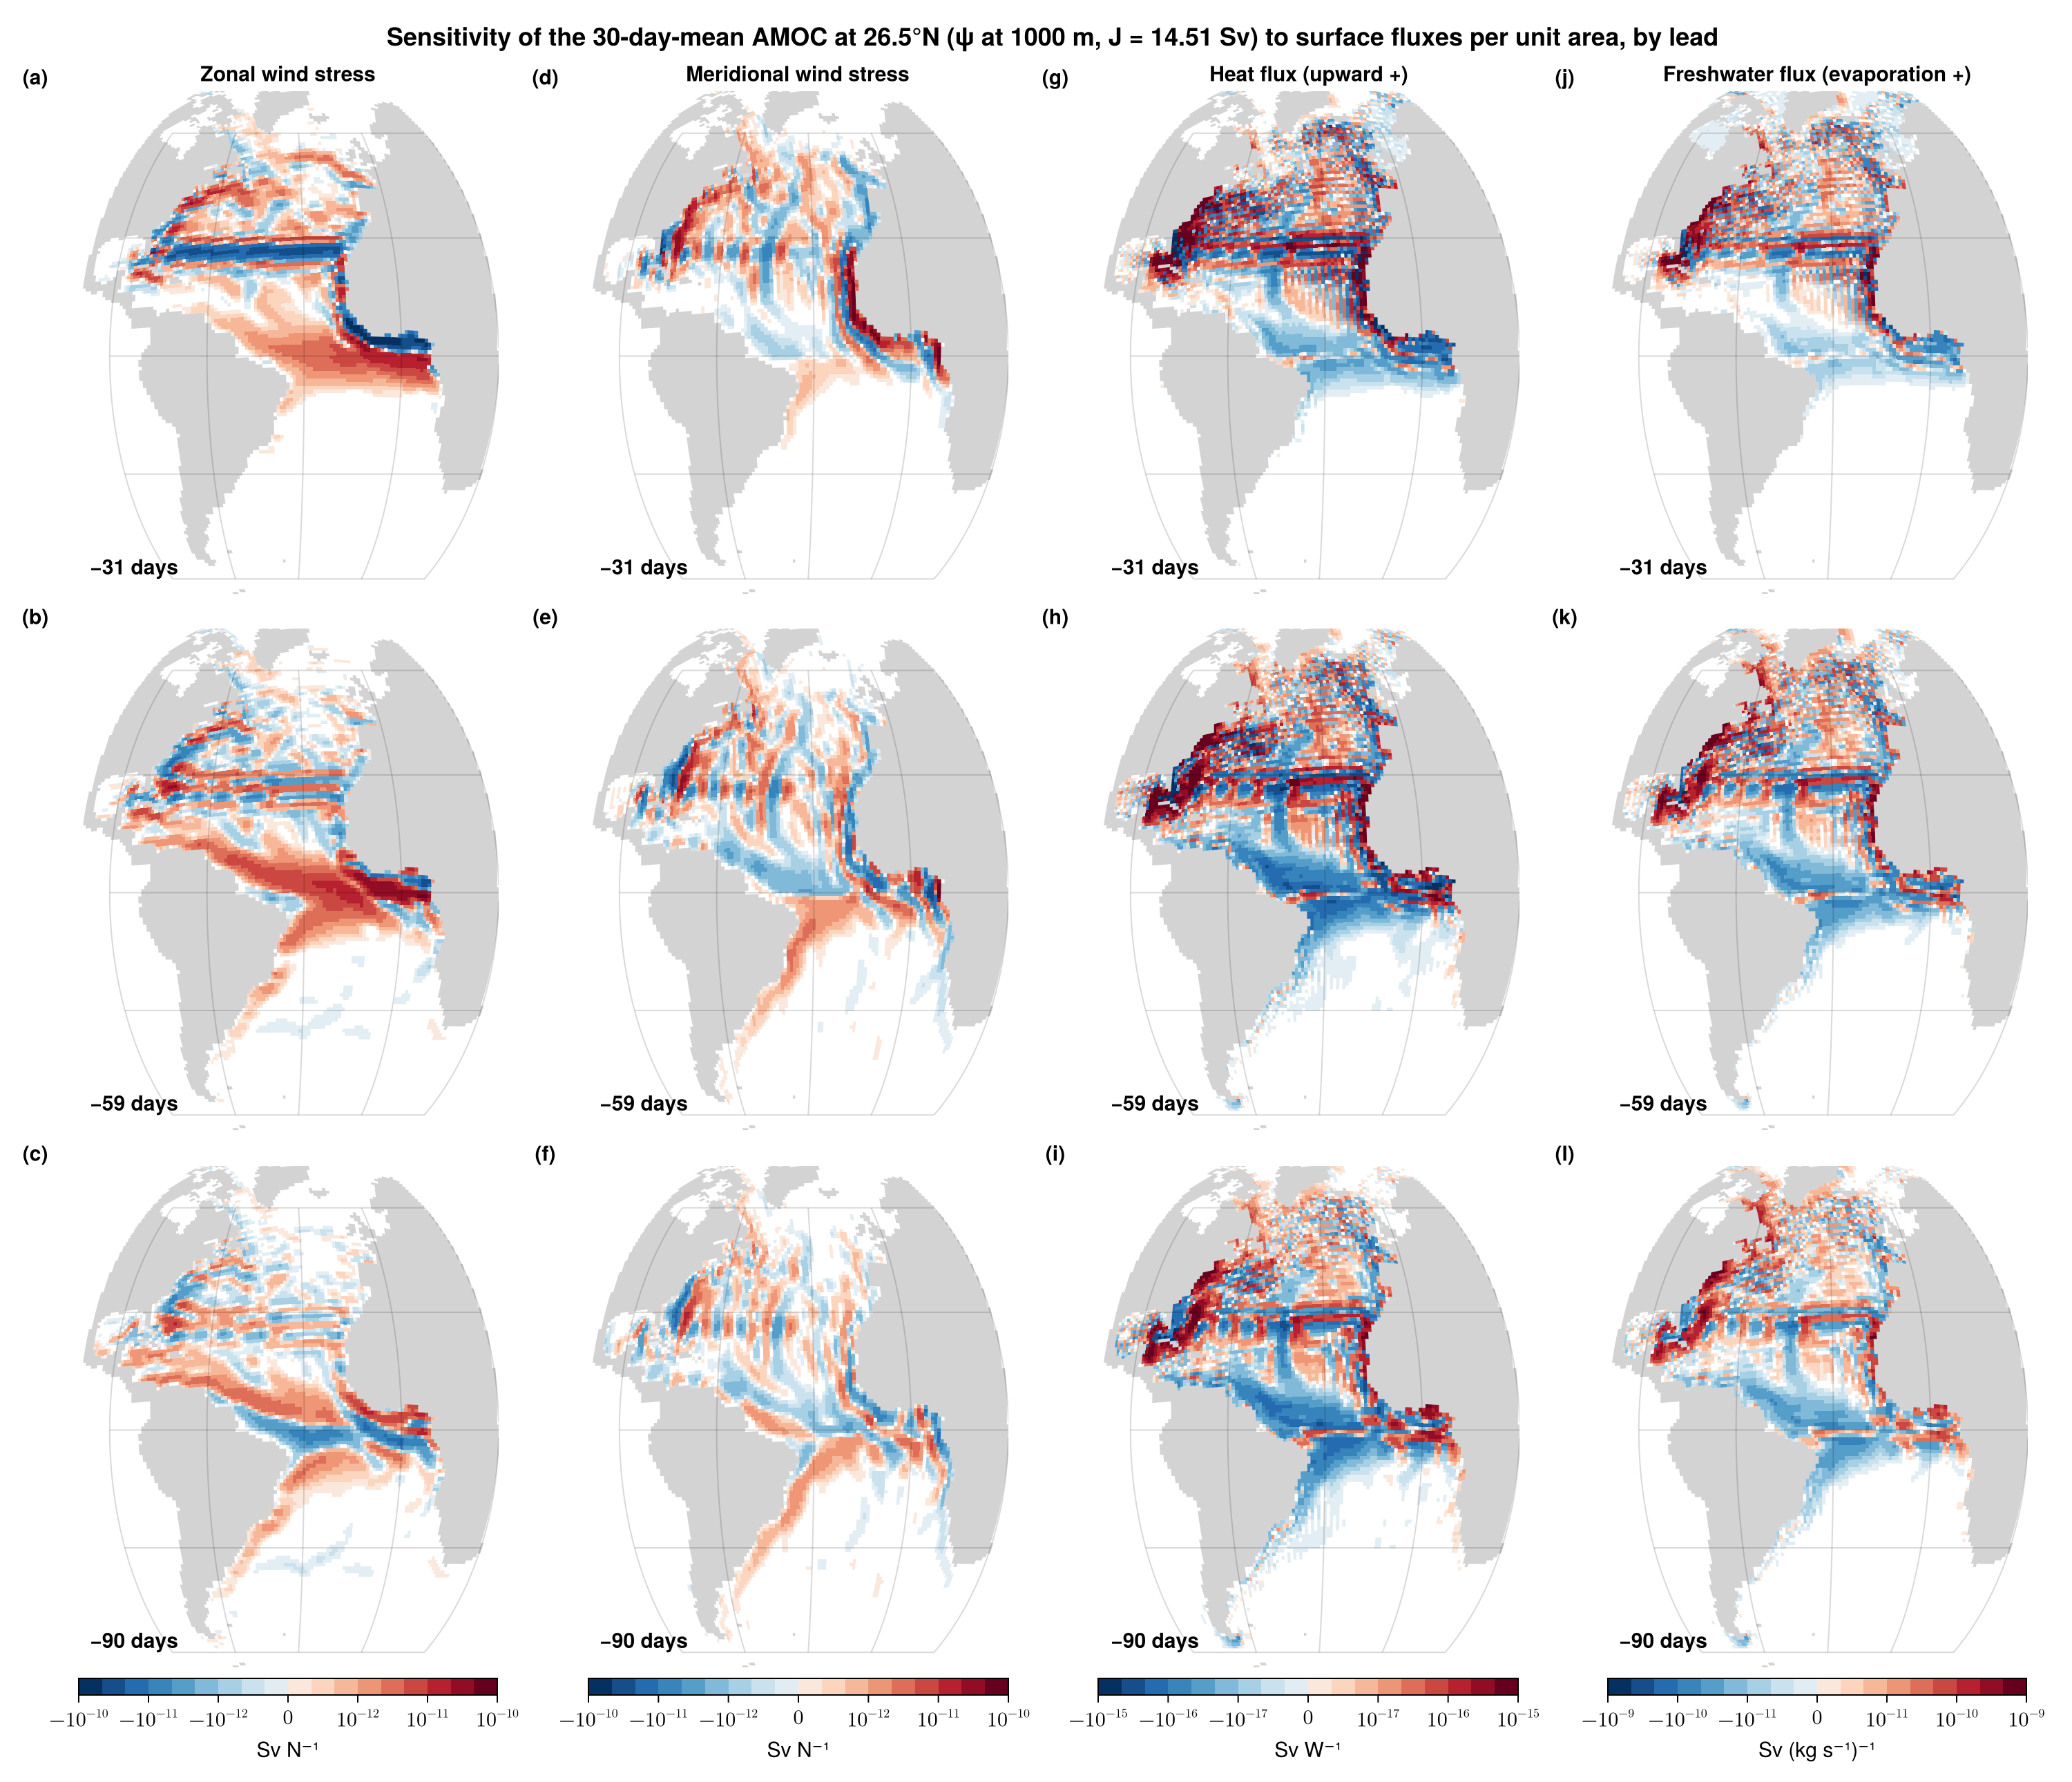 Sensitivity of the 30-day-mean AMOC at 26.5°N (ψ at 1000 m, J = 14.51 Sv) to surface fluxes per unit area, by lead
(a) Zonal wind stress
(d) Meridional wind stress
(g) Heat flux (upward +)
(j) Freshwater flux (evaporation +)
−31 days
−31 days
−31 days
−31 days
(b)
(e)
(h)
(k)
−59 days
−59 days
−59 days
−59 days
(c)
(f)
(i)
(l)
−90 days
−90 days
−90 days
−90 days
−10⁻¹⁰ −10⁻¹¹ −10⁻¹² 0 10⁻¹² 10⁻¹¹ 10⁻¹⁰
−10⁻¹⁰ −10⁻¹¹ −10⁻¹² 0 10⁻¹² 10⁻¹¹ 10⁻¹⁰
−10⁻¹⁵ −10⁻¹⁶ −10⁻¹⁷ 0 10⁻¹⁷ 10⁻¹⁶ 10⁻¹⁵
−10⁻⁹ −10⁻¹⁰ −10⁻¹¹ 0 10⁻¹¹ 10⁻¹⁰ 10⁻⁹
Sv N⁻¹
Sv N⁻¹
Sv W⁻¹
Sv (kg s⁻¹)⁻¹